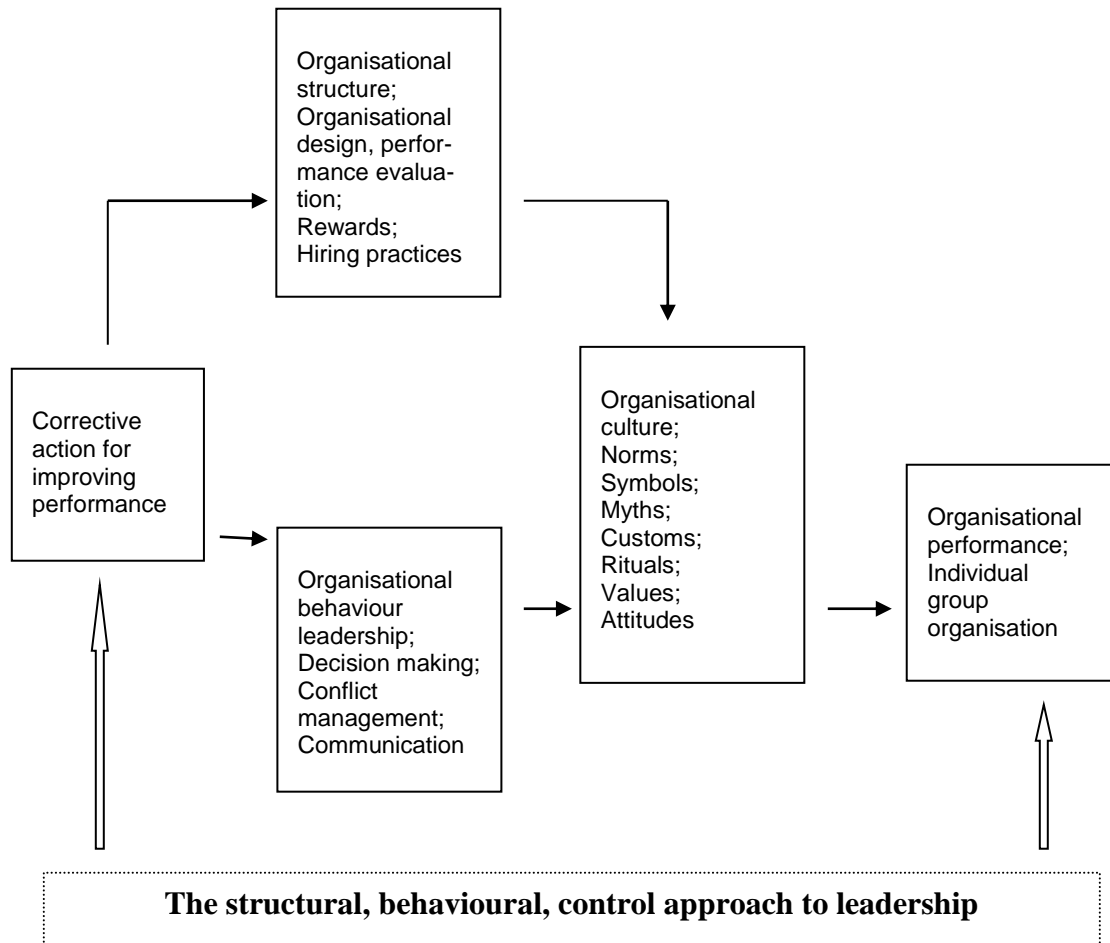 Organisational
structure;
Organisational
design, perfor-
mance evalua-
tion;
Rewards;
Hiring practices
Corrective
action for
improving
performance
Organisational
behaviour
leadership;
Decision making;
Conflict
management;
Communication
Organisational
culture;
Norms;
Symbols;
Myths;
Customs;
Rituals;
Values;
Attitudes
Organisational
performance;
Individual
group
organisation
The structural, behavioural, control approach to leadership